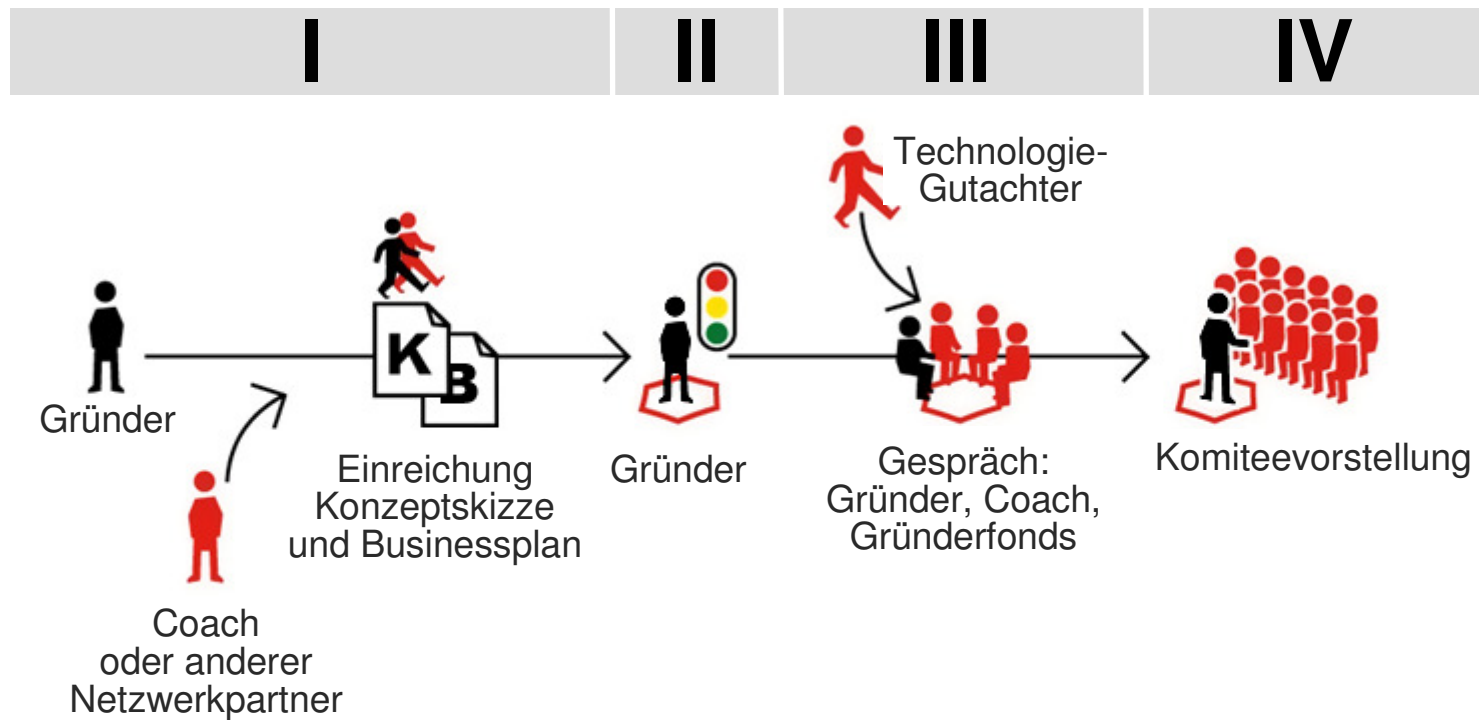 I
II
III
IV
Technologie-
Gutachter
K
B
Gründer
Einreichung
Konzeptskizze
und Businessplan
Coach
oder anderer
Netzwerkpartner
Gründer
Gespräch:
Gründer, Coach,
Gründerfonds
Komiteevorstellung